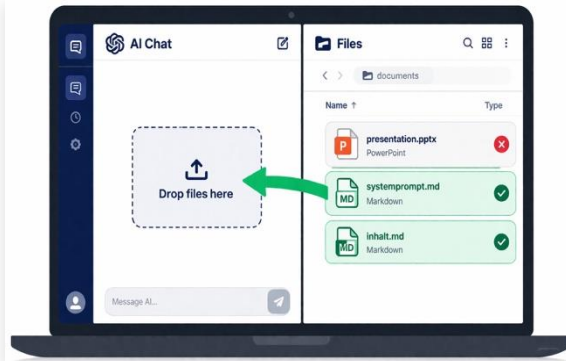 AI Chat
Drop files here
Message AI...
Files
documents
Name ↑
Type
P
presentation.pptx
PowerPoint
MD
systemprompt.md
Markdown
MD
inhalt.md
Markdown